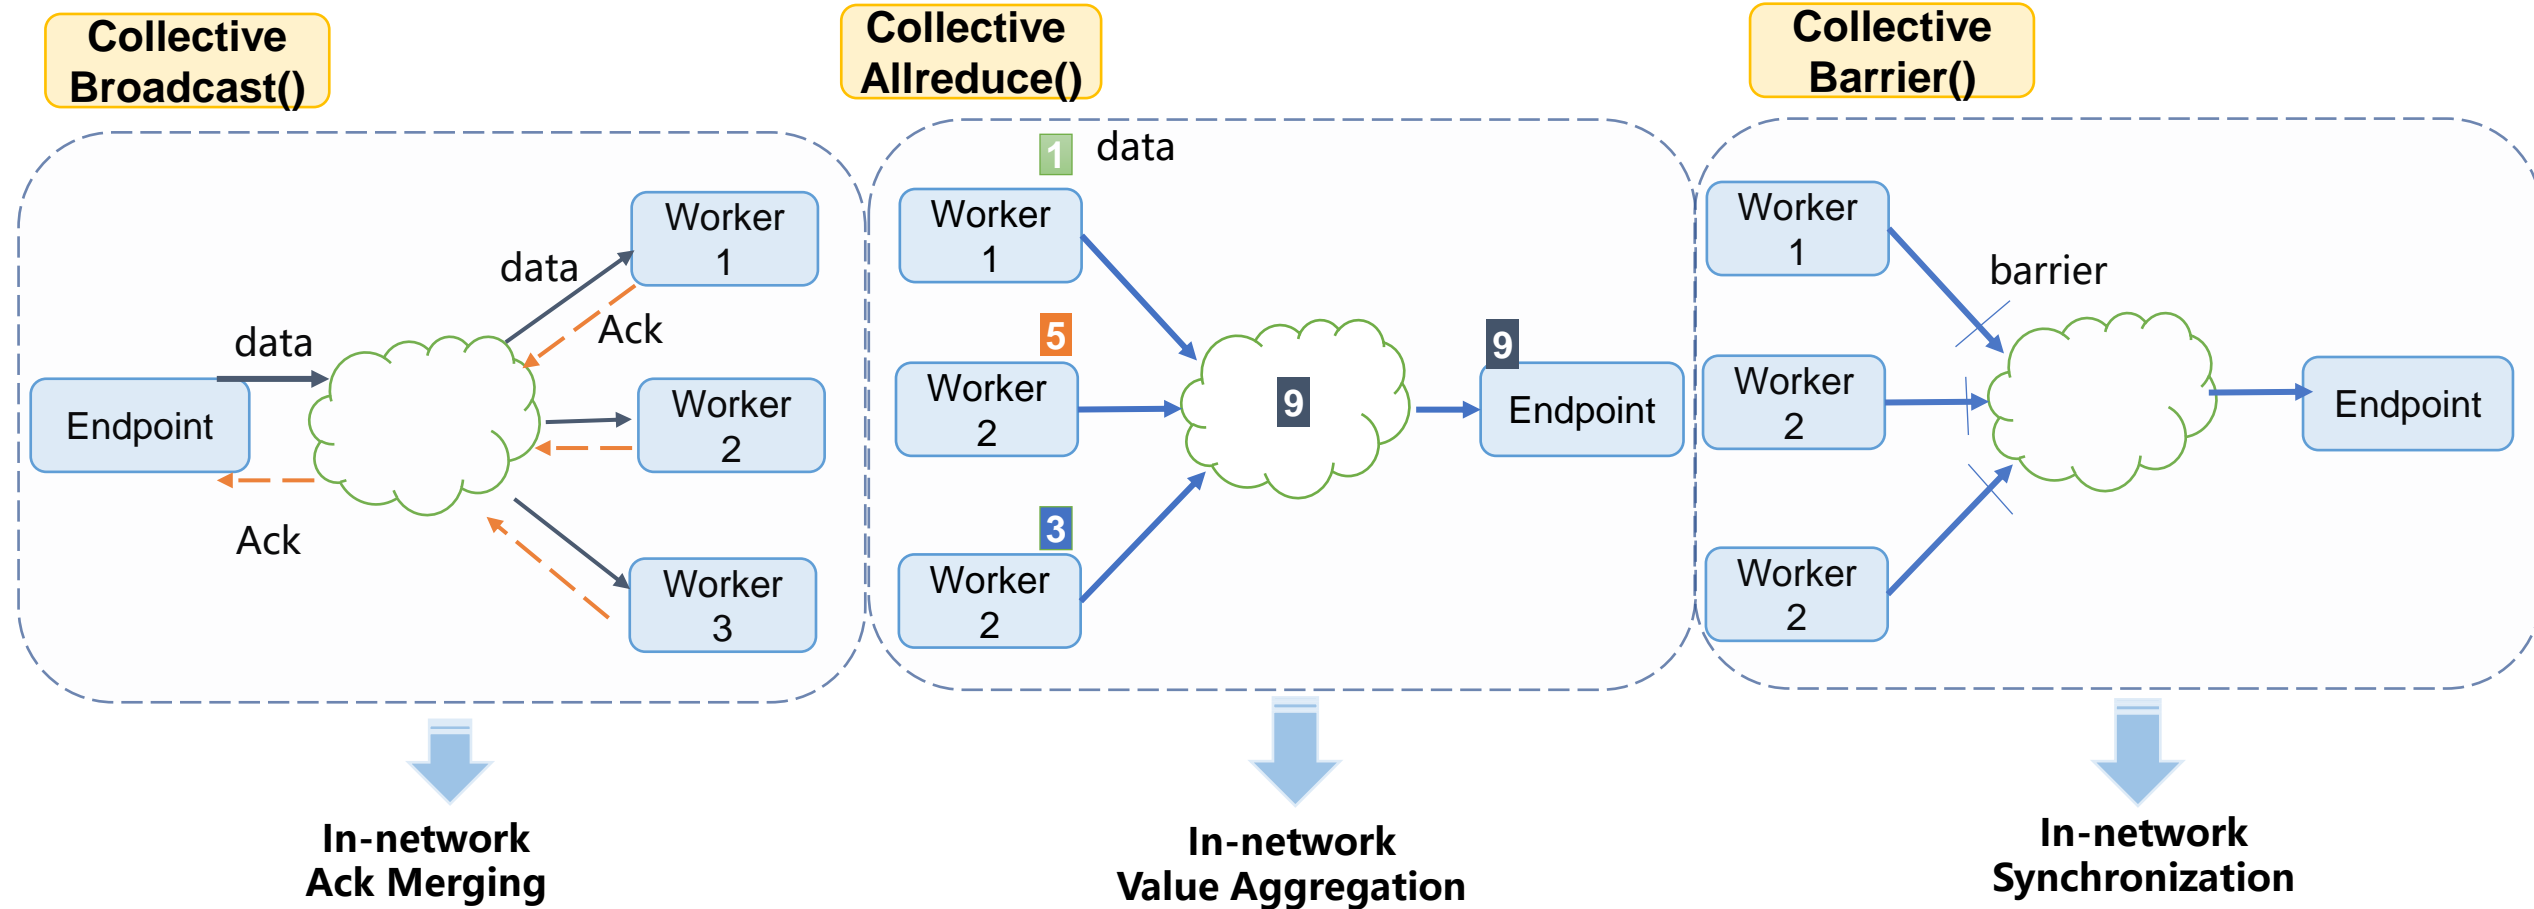 Collective
Broadcast()
data
Worker
1
Ack
data
Endpoint
Worker
2
Ack
Worker
3
In-network
Ack Merging
Collective
Allreduce()
1
data
Worker
1
5
Worker
2
3
Worker
2
9
9
Endpoint
In-network
Value Aggregation
Collective
Barrier()
Worker
1
barrier
Worker
2
Worker
2
Endpoint
In-network
Synchronization